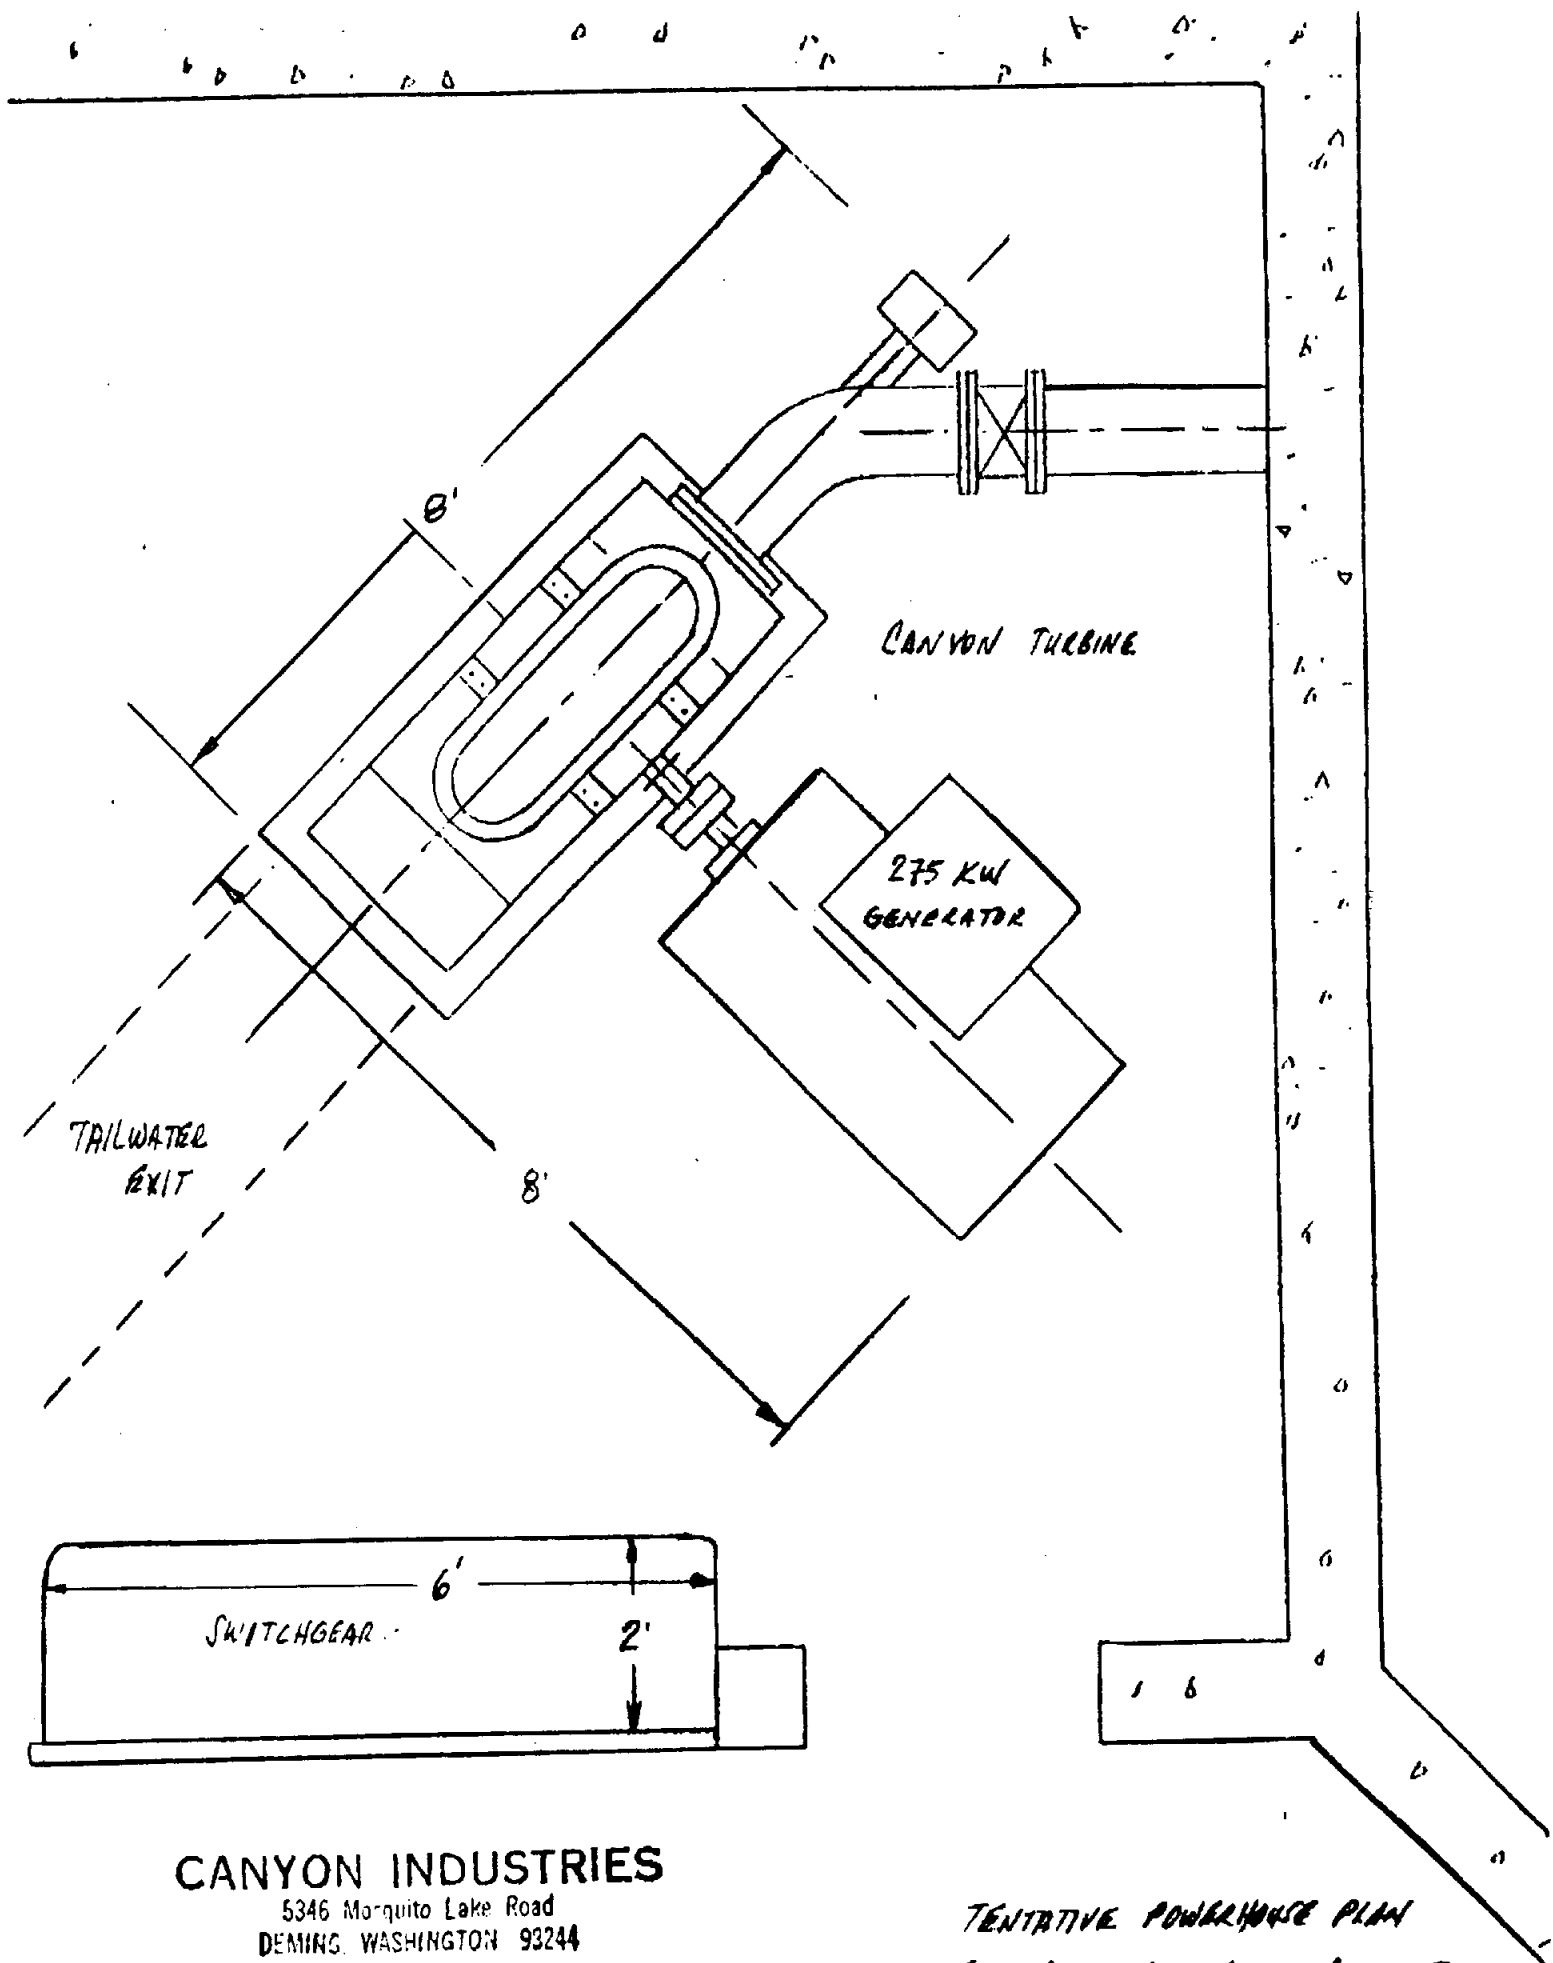 8'
CANYON TURBINE
275 KW
GENERATOR
TAILWATER
EXIT
8'
6'
SWITCHGEAR
2'
CANYON INDUSTRIES
5346 Mosquito Lake Road
DEMING, WASHINGTON 98244
TENTATIVE POWERHOUSE PLAN